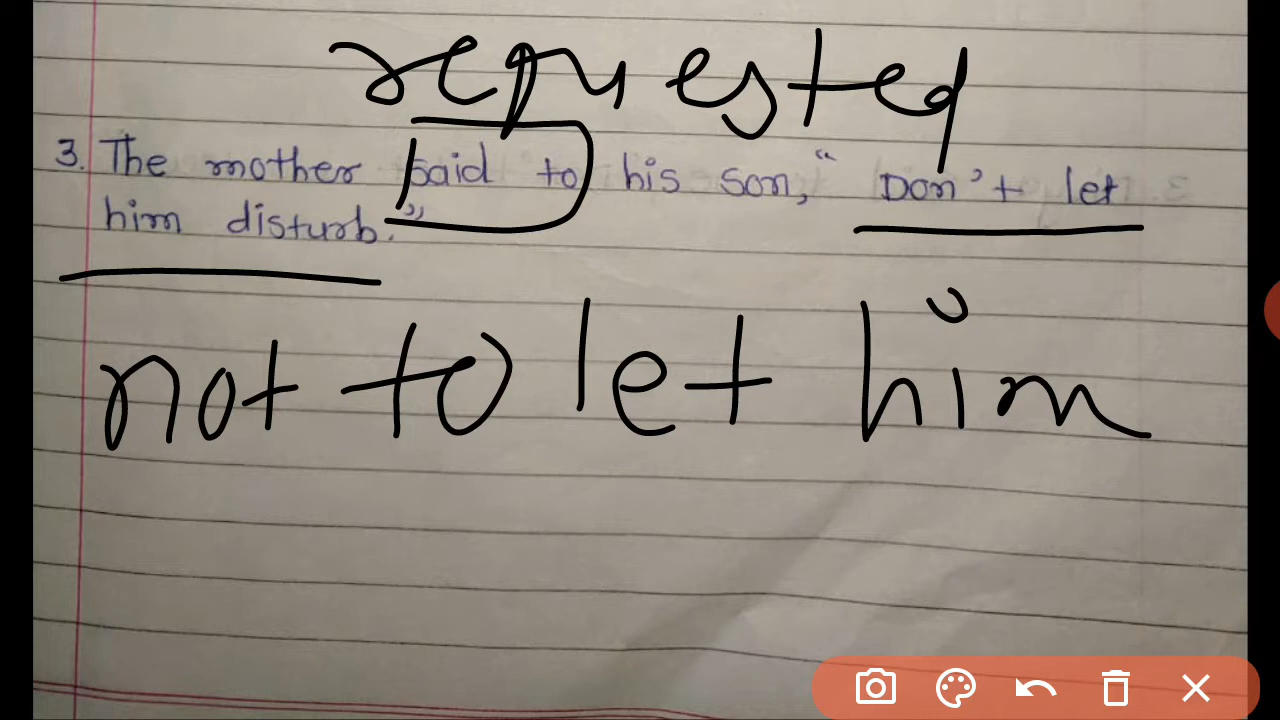 requested
3. The mother said to his son, “ Don't let
him disturb.”
not to let him